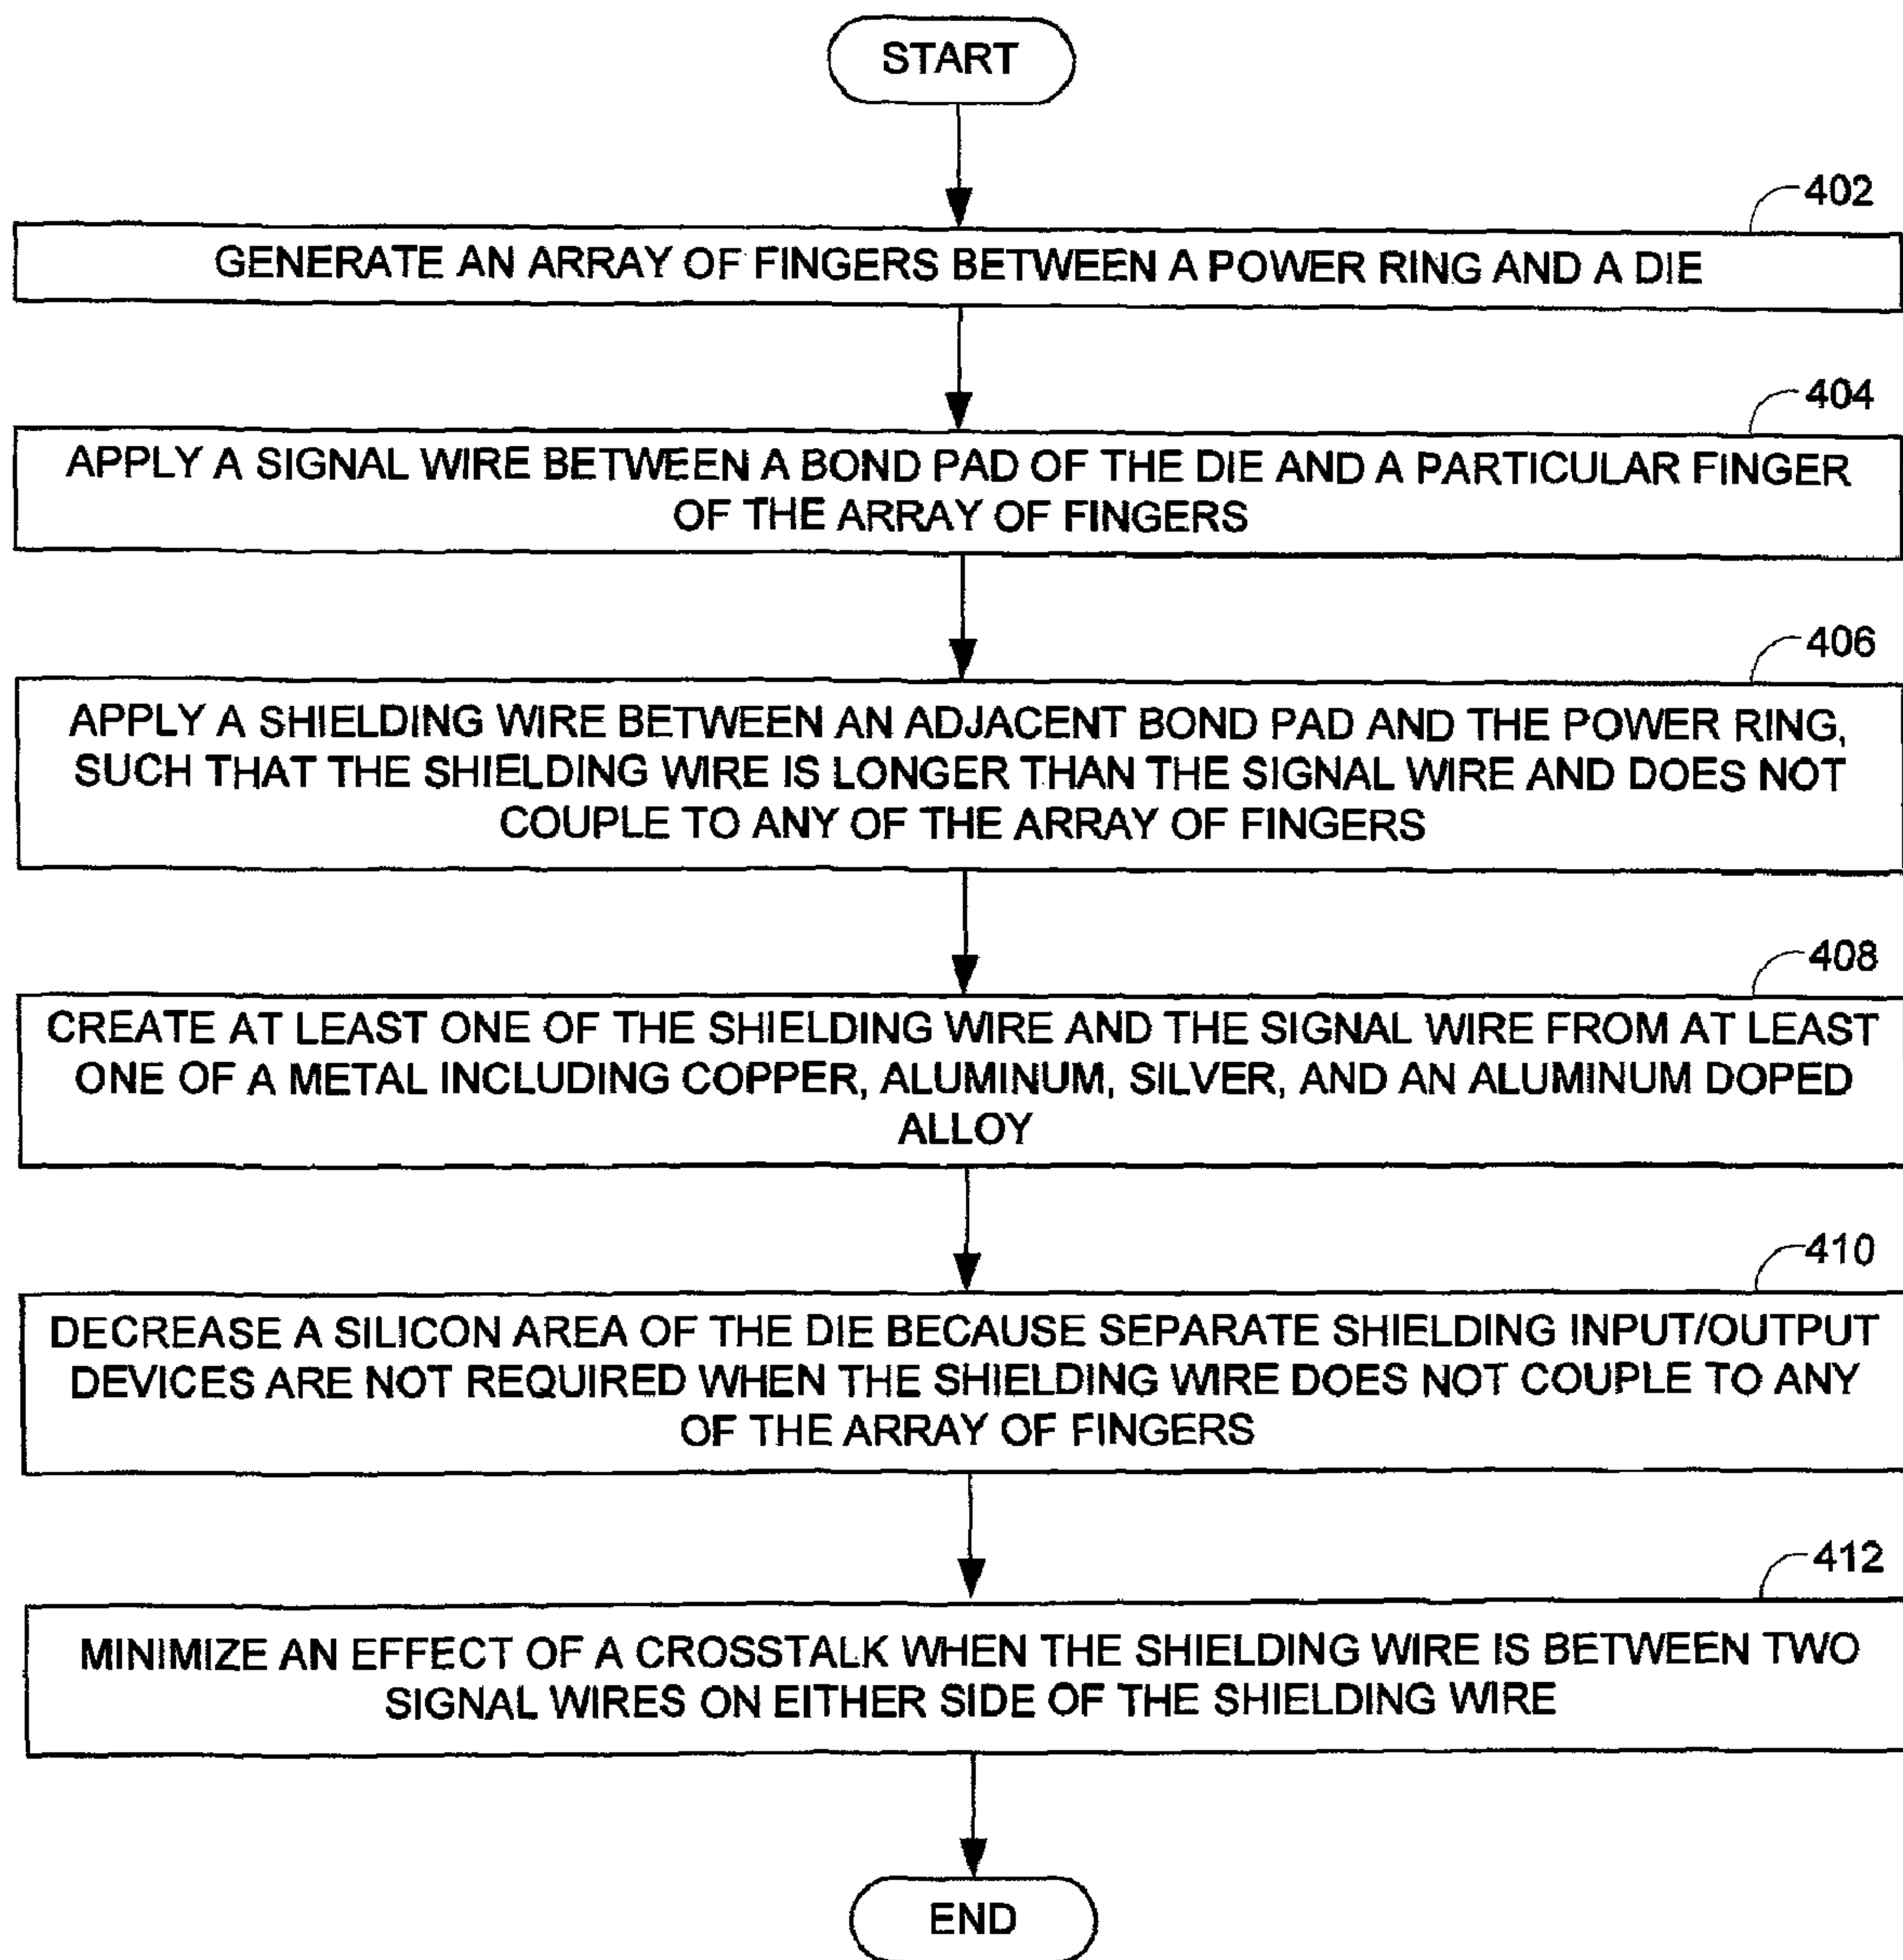 START
402
GENERATE AN ARRAY OF FINGERS BETWEEN A POWER RING AND A DIE
404
APPLY A SIGNAL WIRE BETWEEN A BOND PAD OF THE DIE AND A PARTICULAR FINGER
OF THE ARRAY OF FINGERS
406
APPLY A SHIELDING WIRE BETWEEN AN ADJACENT BOND PAD AND THE POWER RING,
SUCH THAT THE SHIELDING WIRE IS LONGER THAN THE SIGNAL WIRE AND DOES NOT
COUPLE TO ANY OF THE ARRAY OF FINGERS
408
CREATE AT LEAST ONE OF THE SHIELDING WIRE AND THE SIGNAL WIRE FROM AT LEAST
ONE OF A METAL INCLUDING COPPER, ALUMINUM, SILVER, AND AN ALUMINUM DOPED
ALLOY
410
DECREASE A SILICON AREA OF THE DIE BECAUSE SEPARATE SHIELDING INPUT/OUTPUT
DEVICES ARE NOT REQUIRED WHEN THE SHIELDING WIRE DOES NOT COUPLE TO ANY
OF THE ARRAY OF FINGERS
412
MINIMIZE AN EFFECT OF A CROSSTALK WHEN THE SHIELDING WIRE IS BETWEEN TWO
SIGNAL WIRES ON EITHER SIDE OF THE SHIELDING WIRE
END